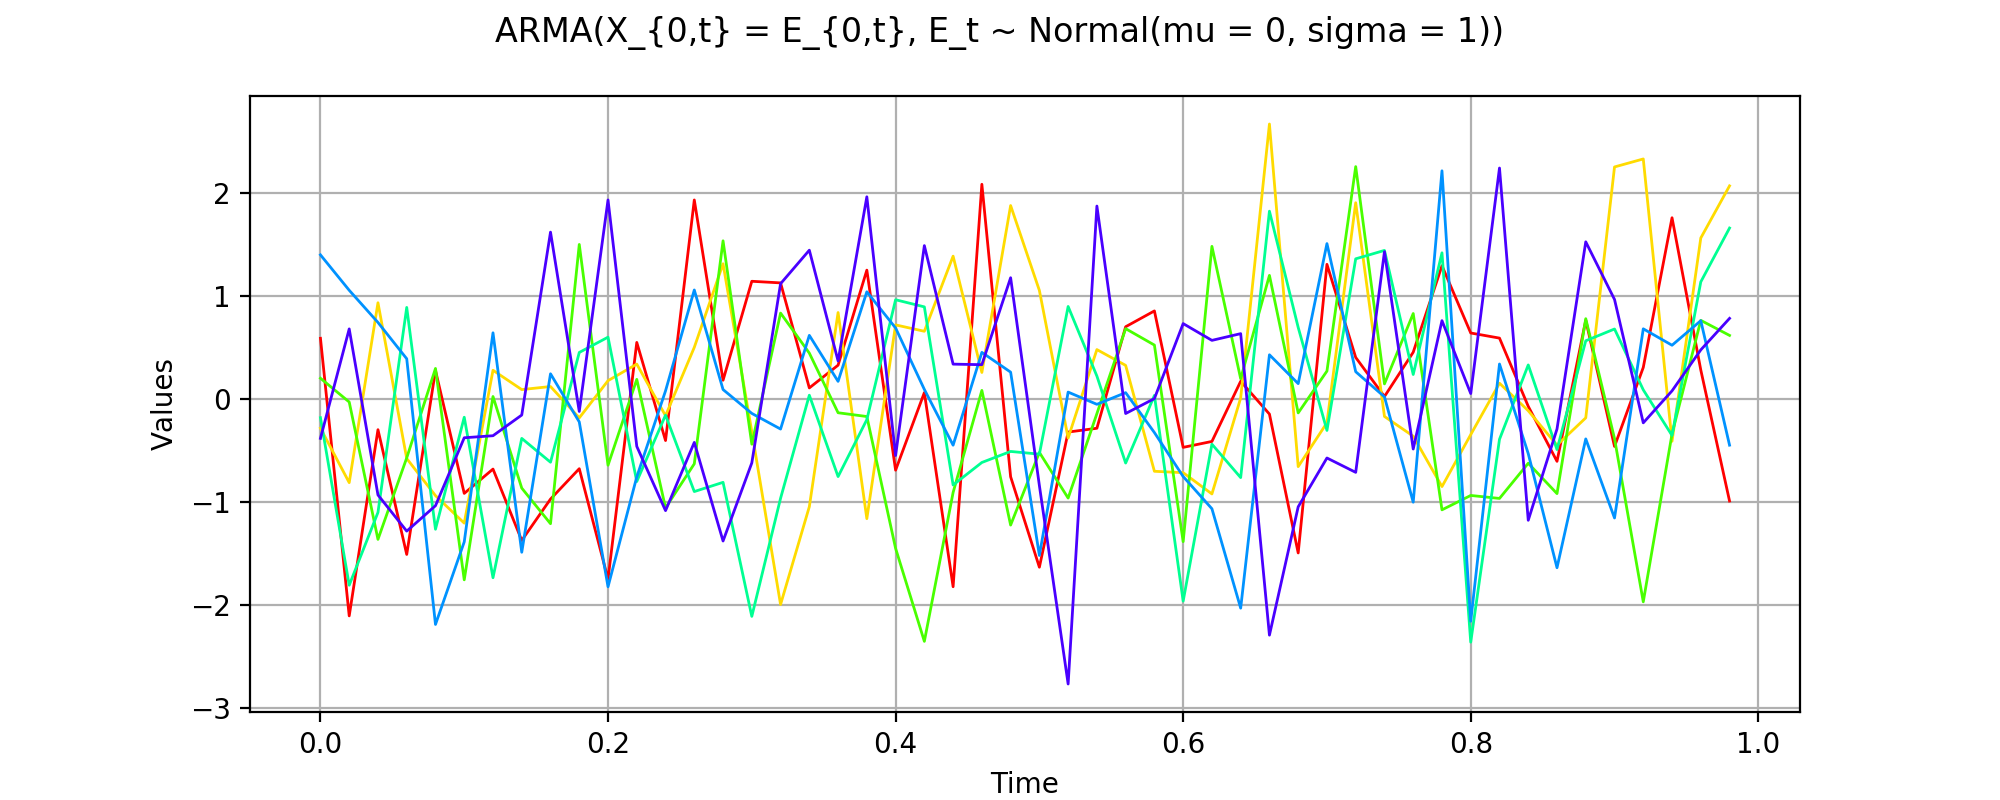 ARMA(X_{0,t} = E_{0,t}, E_t ~ Normal(mu = 0, sigma = 1))
2
1
0
−1
−2
−3
Values
0.0 0.2 0.4 0.6 0.8 1.0
Time